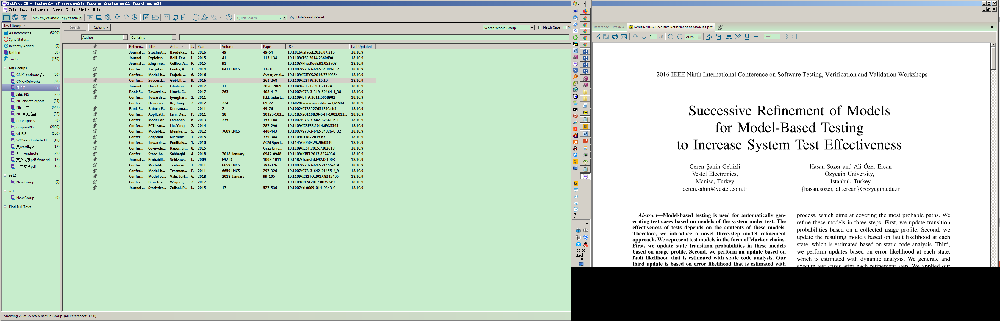 EndNote X9 - [uniquely of meromorphic funtion sharing small functions.enl]
File Edit References Groups Tools Window Help
APA6th_Icelandic Copy-footn
Quick Search
Hide Search Panel
My Library
All References (3090)
Sync Status...
Recently Added (0)
Unfiled (30)
Trash (160)
My Groups
CNKI-endnote格式 (50)
CNKI-Refworks (50)
EI-RIS (25)
IEEE-RIS (75)
NE-endote export (25)
NE-中文 (641)
NE-中英混合 (32)
noteexpress (0)
scopus-RIS (2000)
sd-RIS (100)
WOS-endnotedeskt... (10)
从word导入 (17)
万方-endnote (20)
英文文献pdf-from sd (17)
中文文献pdf (16)
set2
New Group (0)
set1
New Group (0)
Find Full Text
Search Options
Search Whole Group Match Case Ma
Author Contains
Referen... Title Aut... J.. Year Volume Pages DOI Last Updated
Journal ... Stochasti... Bavdeka... I.. 2016 49 49-54 10.1016/j.ifacol.2016.07.215 18.10.9
Journal ... Exploitin... Belli, Fev... I.. 2015 41 113-134 10.1109/TSE.2014.2360690 18.10.9
Journal ... Ising-mo... Colliva, A... P. 2015 91 10.1103/PhysRevE.91.052703 18.10.9
Confer... Target or... Cunha, A... 1. 2014 8411 LNCS 17-31 10.1007/978-3-642-54804-8_2 18.10.9
Confer... Model-b... Frajtak, ... 6. 2016 Avast; et al... 10.1109/ICITCS.2016.7740354 18.10.9
Confer... Successi... Gebizli, ... 9. 2016 263-268 10.1109/ICSTW.2016.10 18.10.9
Journal ... Direct ad... Gholami... I.. 2017 11 2858-2869 10.1049/iet-cta.2016.1174 18.10.9
Book S... Toward a... Hrach, C... 2017 263 408-417 10.1007/978-3-319-52464-1_38 18.10.9
Confer... Towards ... Iyenghar... 2. 2011 IEEE Indust... 10.1109/ETFA.2011.6058982 18.10.9
Confer... Design o... Ko, Jong... 2. 2012 224 69-72 10.4028/www.scientific.net/AMM.... 18.10.9
Book S... Robust P... Kourama... 2011 2 49-76 10.1002/9783527631230.ch3 18.10.9
Confer... Applicati... Lam, De... P. 2011 18 10325-103... 10.3182/20110828-6-IT-1002.012... 18.10.9
Confer... Model-dr... Lamanch... 6. 2013 275 155-168 10.1007/978-3-642-32341-6_11 18.10.9
Confer... PCTL sto... Liu, Yang 2. 2014 287-290 10.1109/ICSESS.2014.6933565 18.10.9
Confer... Model-b... Meinke, ... 5. 2012 7609 LNCS 440-443 10.1007/978-3-642-34026-0_32 18.10.9
Confer... Adaptabl... Niemine... 1. 2015 379-384 10.1109/ITNG.2015.67 18.10.9
Confer... Towards ... Puolitaiv... 1. 2010 ACM Speci... 10.1145/2060329.2060349 18.10.9
Confer... Co-evolu... Rapos, Er... 8. 2015 Graz Univ... 10.1109/ICST.2015.7102613 18.10.9
Confer... State-ba... Sabbaghi... 4. 2018 2018-January 0942-0948 10.1109/KBEI.2017.8324934 18.10.9
Journal ... Probabili... Sekizaw... I.. 2009 E92-D 1003-1011 10.1587/transinf.E92.D.1003 18.10.9
Confer... Model-b... Tretman... 1. 2011 6659 LNCS 297-326 10.1007/978-3-642-21455-4_9 18.10.9
Confer... Model-b... Tretman... F. 2011 6659 LNCS 297-326 10.1007/978-3-642-21455-4_9 18.10.9
Confer... Model ba... Vain, Juri... 6. 2018 2018-January 99-105 10.1109/ICRITO.2017.8342406 18.10.9
Confer... Benefits ... Wagner, ... 2. 2017 10.1109/REM.2017.8075249 18.10.9
Journal ... Statistica... Zuliani, P... I.. 2015 17 527-536 10.1007/s10009-014-0343-0 18.10.9
Showing 25 of 25 references in Group. (All References: 3090)
开始
09:09
星期六
18.10.20
Reference Preview Gebizli-2016-Successive Refinement of Models f.pdf
1 / 6 218% Find...
2016 IEEE Ninth International Conference on Software Testing, Verification and Validation Workshops
Successive Refinement of Models
for Model-Based Testing
to Increase System Test Effectiveness
Ceren Şahin Gebizli
Vestel Electronics,
Manisa, Turkey
ceren.sahin@vestel.com.tr
Hasan Sözer and Ali Özer Ercan
Ozyegin University,
Istanbul, Turkey
{hasan.sozer, ali.ercan}@ozyegin.edu.tr
Abstract—Model-based testing is used for automatically gen-
erating test cases based on models of the system under test. The
effectiveness of tests depends on the contents of these models.
Therefore, we introduce a novel three-step model refinement
approach. We represent test models in the form of Markov chains.
First, we update state transition probabilities in these models
based on usage profile. Second, we perform an update based on
fault likelihood that is estimated with static code analysis. Our
third update is based on error likelihood that is estimated with
process, which aims at covering the most probable paths. We
refine these models in three steps. First, we update transition
probabilities based on a collected usage profile. Second, we
update the resulting models based on fault likelihood at each
state, which is estimated based on static code analysis. Third,
we perform updates based on error likelihood at each state,
which is estimated with dynamic analysis. We generate and
execute test cases after each refinement step. We applied our